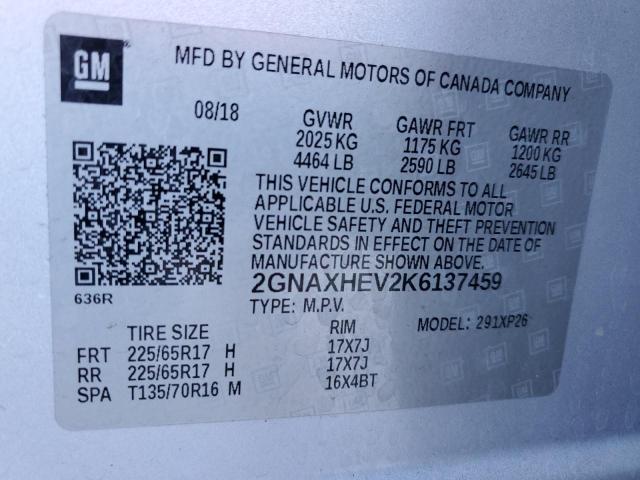 GM
MFD BY GENERAL MOTORS OF CANADA COMPANY
08/18 GVWR GAWR FRT GAWR RR
2025 KG 1175 KG 1200 KG
4464 LB 2590 LB 2645 LB
THIS VEHICLE CONFORMS TO ALL
APPLICABLE U.S. FEDERAL MOTOR
VEHICLE SAFETY AND THEFT PREVENTION
STANDARDS IN EFFECT ON THE DATE OF
MANUFACTURE SHOWN ABOVE.
2GNAXHEV2K6137459
636R TYPE: M.P.V. MODEL: 291XP26
TIRE SIZE RIM
FRT 225/65R17 H 17X7J
RR 225/65R17 H 17X7J
SPA T135/70R16 M 16X4BT